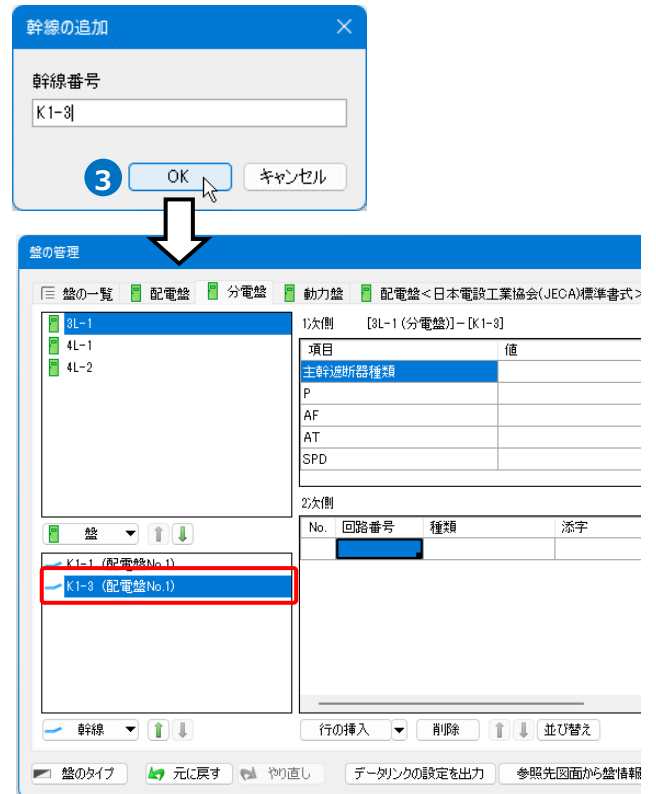 幹線の追加
幹線番号
K1-3
3 OK キャンセル
盤の管理
盤の一覧 配電盤 分電盤 動力盤 配電盤<日本電設工業協会(JECA)標準書式>
3L-1
4L-1
4L-2
1次側 [3L-1 (分電盤)]-[K1-3]
項目 値
主幹遮断器種類
P
AF
AT
SPD
2次側
No. 回路番号 種類 添字
盤
K1-1 (配電盤No.1)
K1-3 (配電盤No.1)
幹線 行の挿入 削除 並び替え
盤のタイプ 元に戻す やり直し データリンクの設定を出力 参照先図面から盤情報